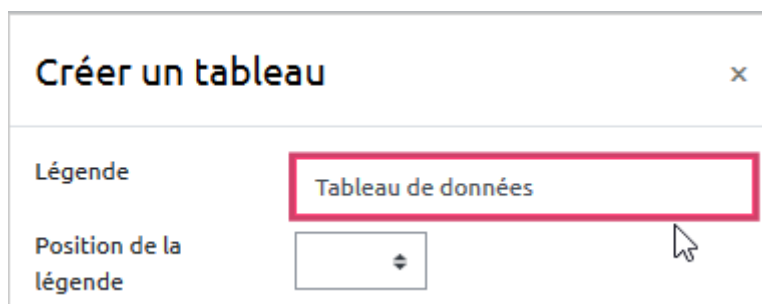 Créer un tableau ×
Légende
Tableau de données
Position de la
légende